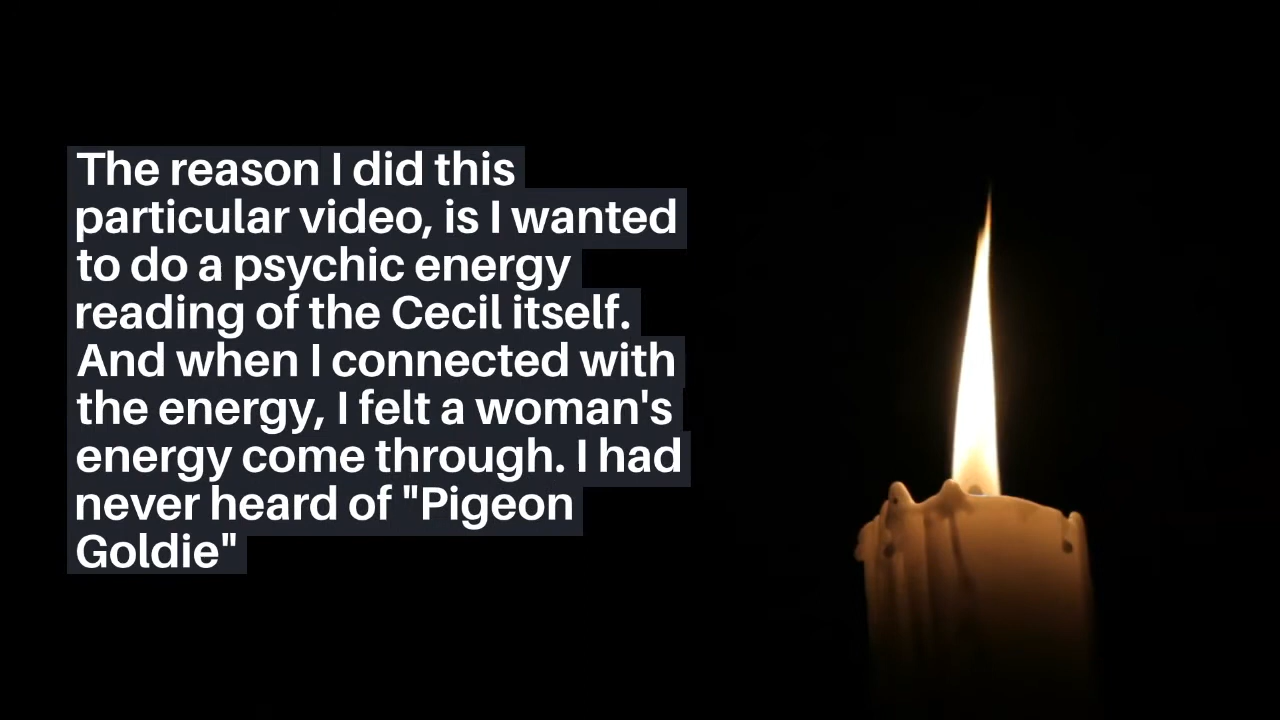 The reason I did this
particular video, is I wanted
to do a psychic energy
reading of the Cecil itself.
And when I connected with
the energy, I felt a woman's
energy come through. I had
never heard of "Pigeon
Goldie"